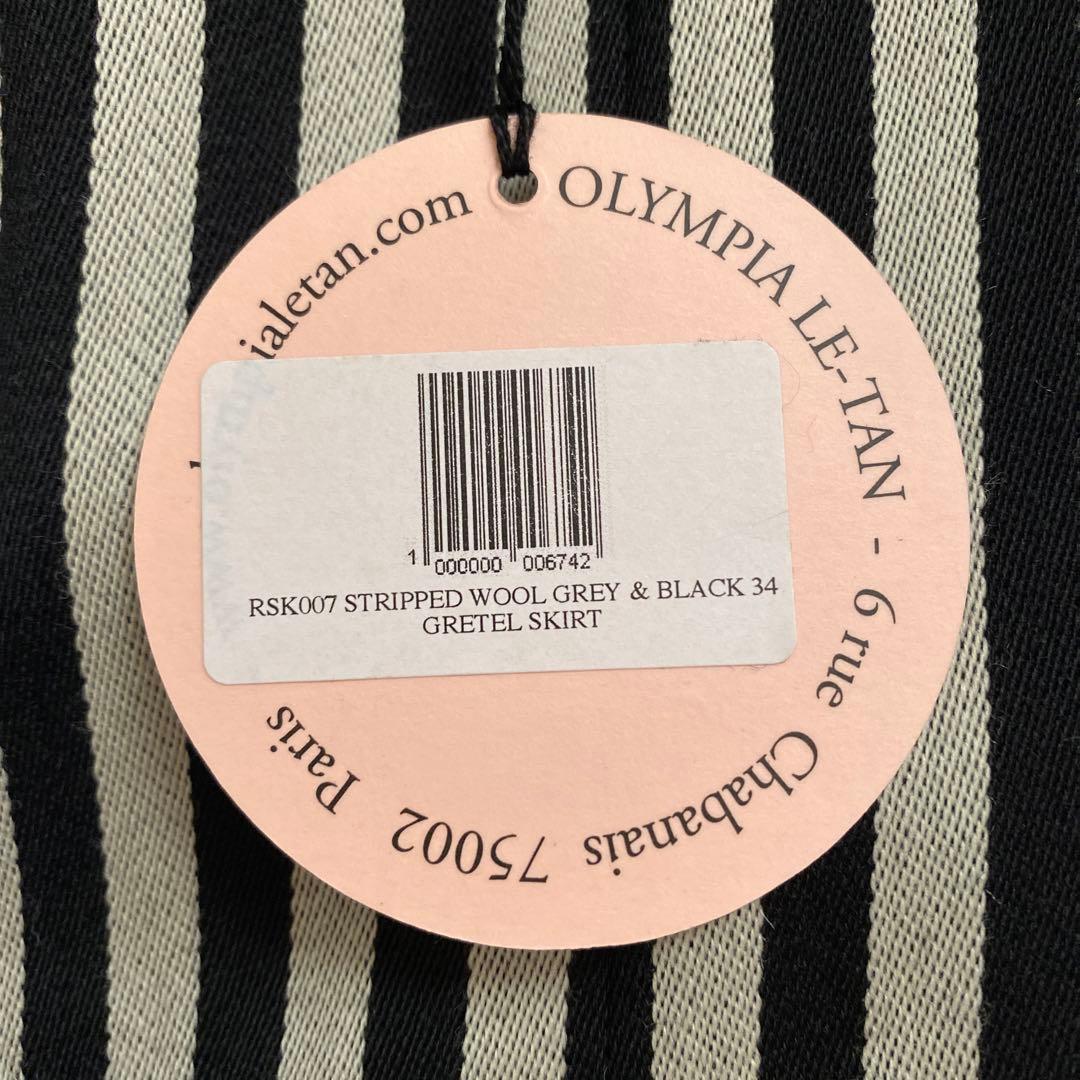 OLYMPIA LE-TAN - 6 rue Chabanais 75002 Paris
ialetan.com
1 000000 006742
RSK007 STRIPPED WOOL GREY & BLACK 34
GRETEL SKIRT